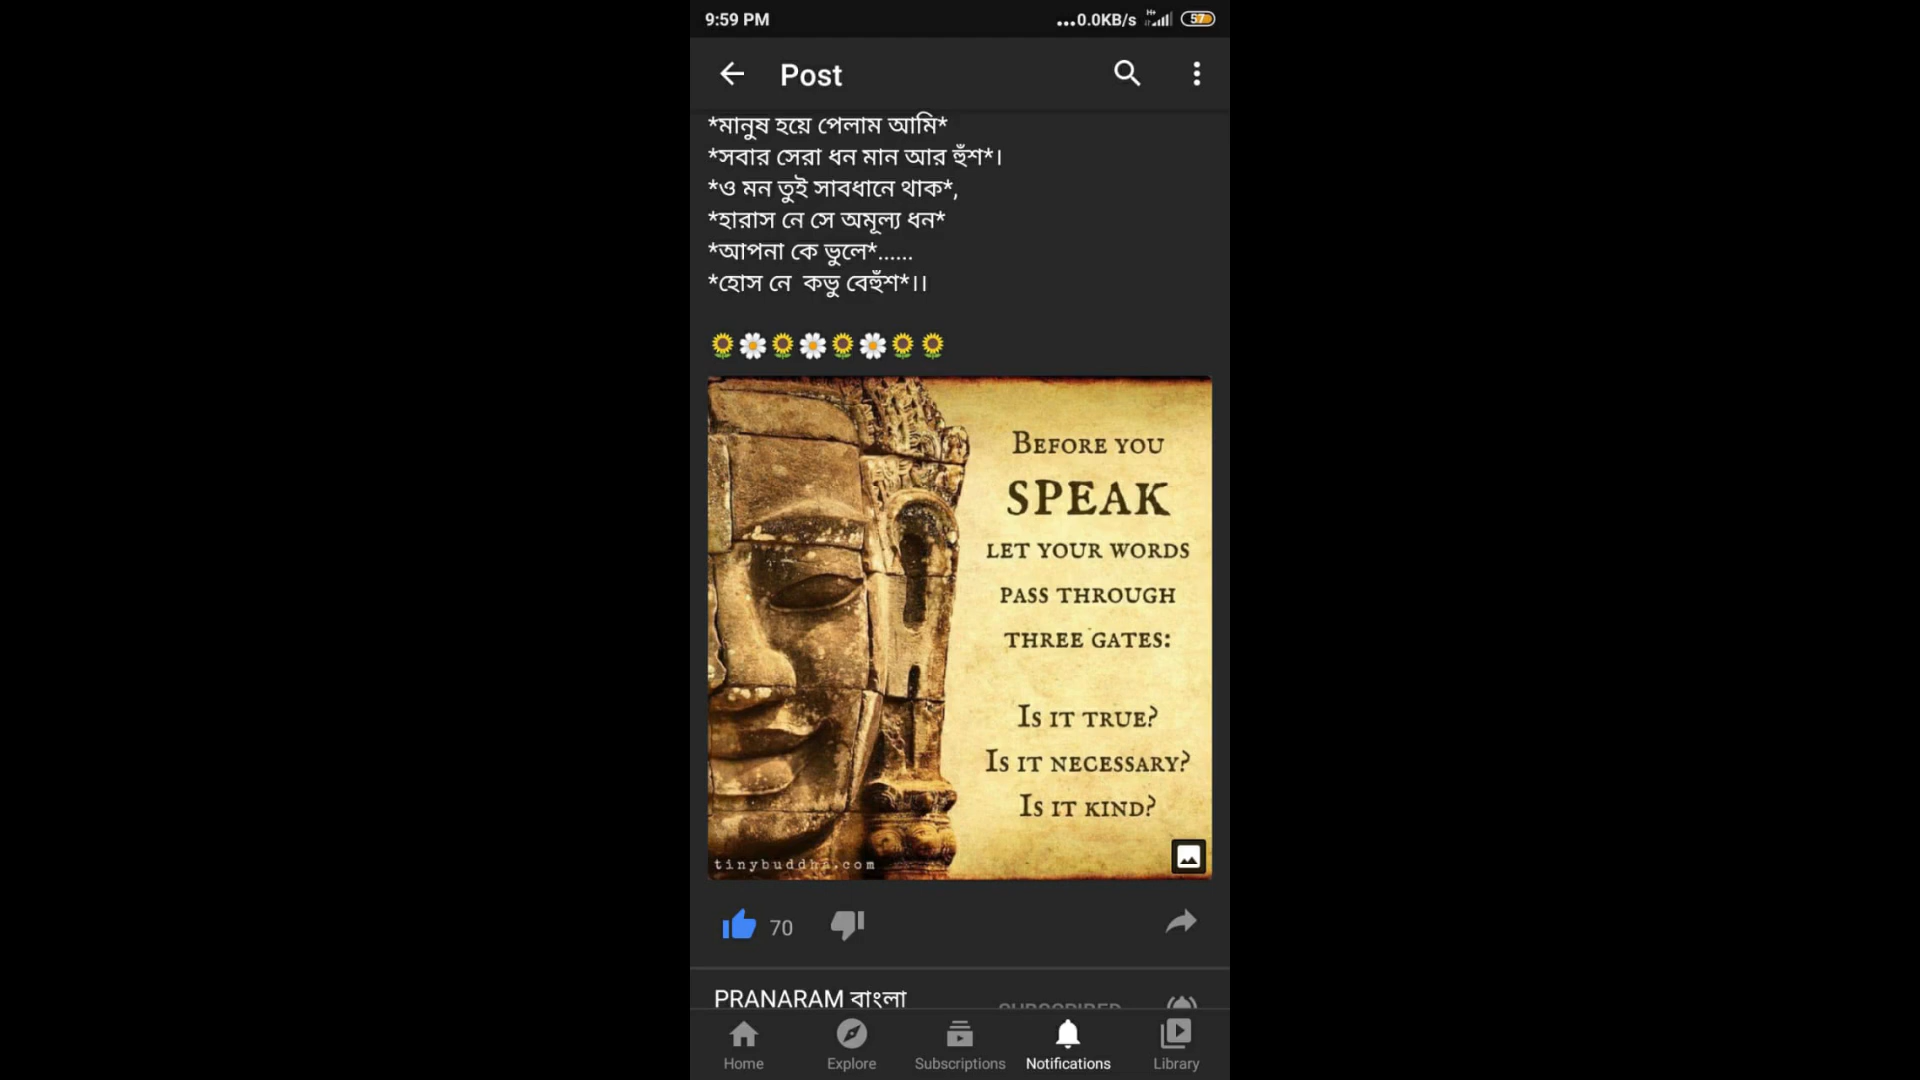 9:59 PM
...0.0KB/s
H+
57
Post
*মানুষ হয়ে পেলাম আমি*
*সবার সেরা ধন মান আর হুঁশ*।
*ও মন তুই সাবধানে থাক*,
*হারাস নে সে অমূল্য ধন*
*আপনা কে ভুলে*......
*হোস নে  কভু বেহুঁশ*।।
🌻🌼🌻🌼🌻🌼🌻🌻
BEFORE YOU
SPEAK
LET YOUR WORDS
PASS THROUGH
THREE GATES:
IS IT TRUE?
IS IT NECESSARY?
IS IT KIND?
tinybuddha.com
70
PRANARAM বাংলা
SUBSCRIBED
Home
Explore
Subscriptions
Notifications
Library